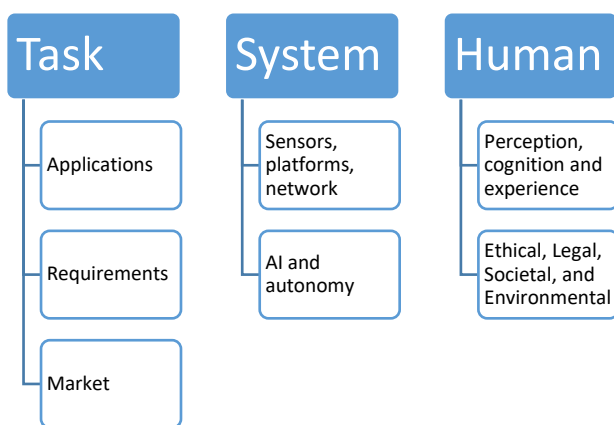 Task
Applications
Requirements
Market
System
Sensors,
platforms,
network
AI and
autonomy
Human
Perception,
cognition and
experience
Ethical, Legal,
Societal, and
Environmental